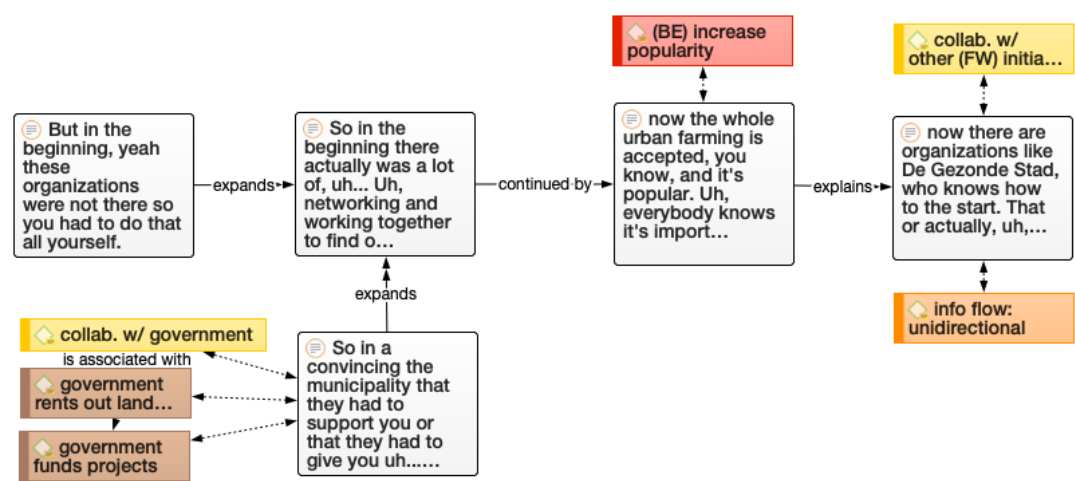 (BE) increase
popularity
collab. w/
other (FW) initia…
But in the
beginning, yeah
these
organizations
were not there so
you had to do that
all yourself.
expands
So in the
beginning there
actually was a lot
of, uh... Uh,
networking and
working together
to find o…
continued by
now the whole
urban farming is
accepted, you
know, and it's
popular. Uh,
everybody knows
it's import…
explains
now there are
organizations like
De Gezonde Stad,
who knows how
to the start. That
or actually, uh,…
expands
info flow:
unidirectional
collab. w/ government
is associated with
government
rents out land…
government
funds projects
So in a
convincing the
municipality that
they had to
support you or
that they had to
give you uh...…